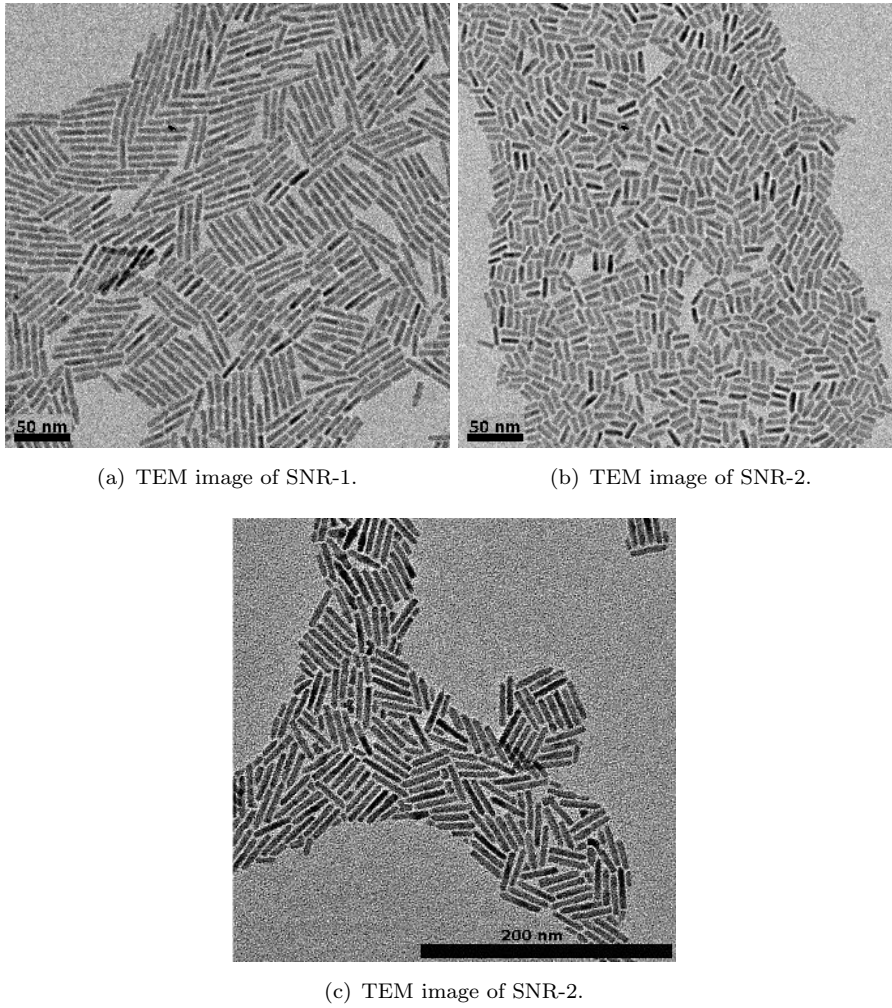 50 nm
50 nm
(a) TEM image of SNR-1.
(b) TEM image of SNR-2.
200 nm
(c) TEM image of SNR-2.